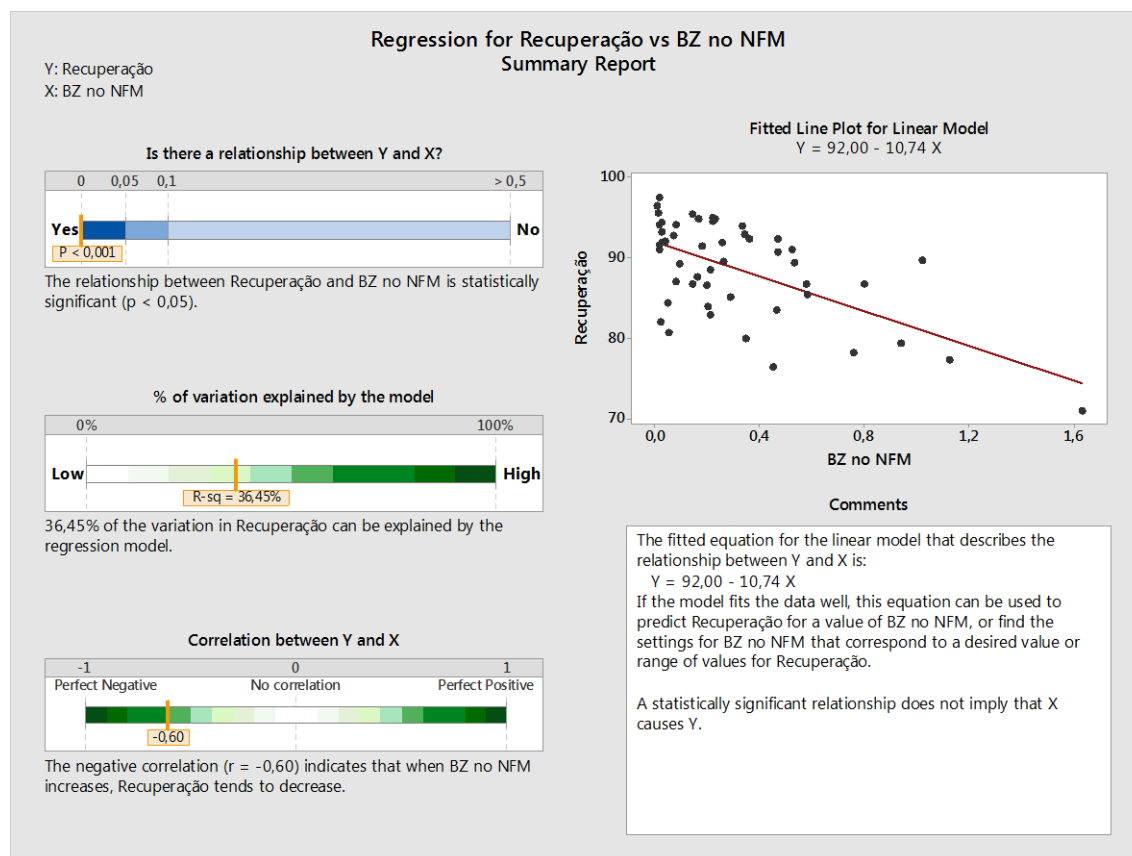 Regression for Recuperação vs BZ no NFM
Summary Report
Y: Recuperação
X: BZ no NFM
Is there a relationship between Y and X?
0 0,05 0,1 > 0,5
Yes No
P < 0,001
The relationship between Recuperação and BZ no NFM is statistically
significant (p < 0,05).
% of variation explained by the model
0% 100%
Low High
R-sq = 36,45%
36,45% of the variation in Recuperação can be explained by the
regression model.
Correlation between Y and X
-1 0 1
Perfect Negative No correlation Perfect Positive
-0,60
The negative correlation (r = -0,60) indicates that when BZ no NFM
increases, Recuperação tends to decrease.
Fitted Line Plot for Linear Model
Y = 92,00 - 10,74 X
100
90
80
70
Recuperação
0,0 0,4 0,8 1,2 1,6
BZ no NFM
Comments
The fitted equation for the linear model that describes the
relationship between Y and X is:
Y = 92,00 - 10,74 X
If the model fits the data well, this equation can be used to
predict Recuperação for a value of BZ no NFM, or find the
settings for BZ no NFM that correspond to a desired value or
range of values for Recuperação.
A statistically significant relationship does not imply that X
causes Y.